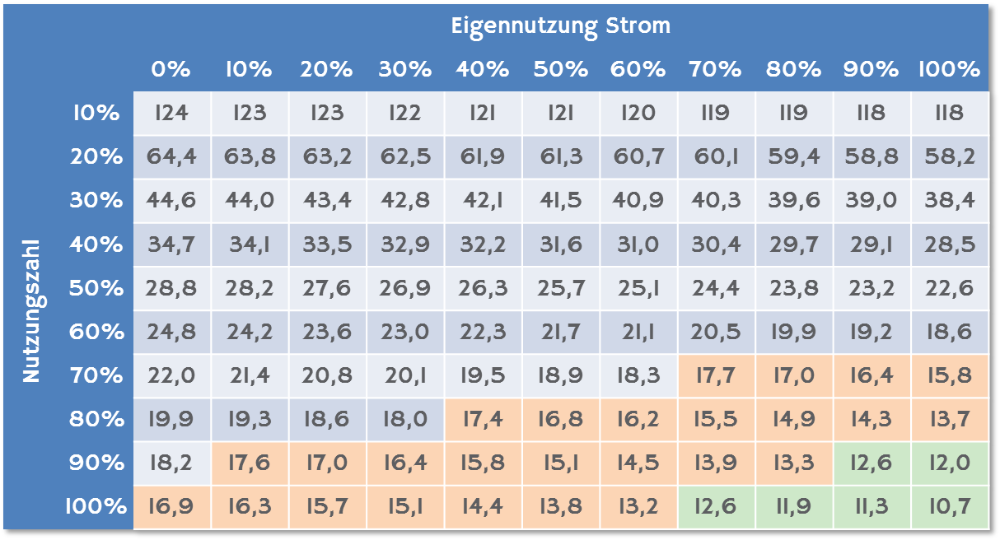 Eigennutzung Strom
0% 10% 20% 30% 40% 50% 60% 70% 80% 90% 100%
Nutzungszahl
10% 124 123 123 122 121 121 120 119 119 118 118
20% 64,4 63,8 63,2 62,5 61,9 61,3 60,7 60,1 59,4 58,8 58,2
30% 44,6 44,0 43,4 42,8 42,1 41,5 40,9 40,3 39,6 39,0 38,4
40% 34,7 34,1 33,5 32,9 32,2 31,6 31,0 30,4 29,7 29,1 28,5
50% 28,8 28,2 27,6 26,9 26,3 25,7 25,1 24,4 23,8 23,2 22,6
60% 24,8 24,2 23,6 23,0 22,3 21,7 21,1 20,5 19,9 19,2 18,6
70% 22,0 21,4 20,8 20,1 19,5 18,9 18,3 17,7 17,0 16,4 15,8
80% 19,9 19,3 18,6 18,0 17,4 16,8 16,2 15,5 14,9 14,3 13,7
90% 18,2 17,6 17,0 16,4 15,8 15,1 14,5 13,9 13,3 12,6 12,0
100% 16,9 16,3 15,7 15,1 14,4 13,8 13,2 12,6 11,9 11,3 10,7